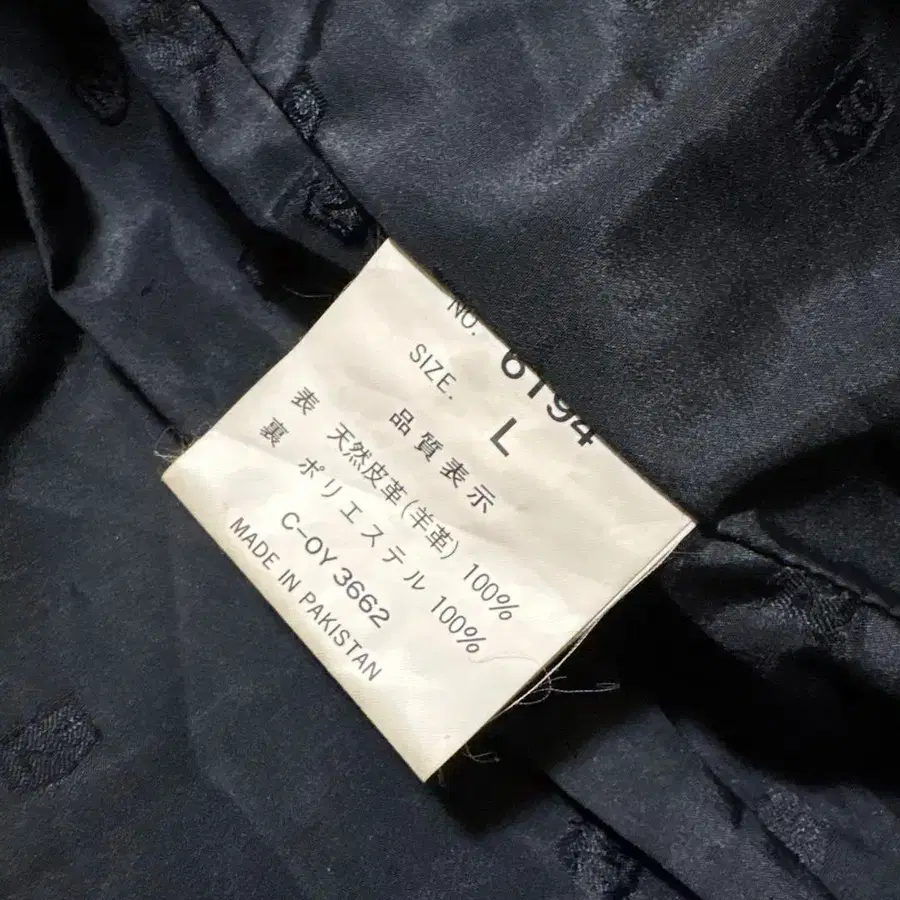 NO. 6194
SIZE. L
品質表示
表 天然皮革(羊革) 100%
裏 ポリエステル 100%
C-OY 3662
MADE IN PAKISTAN